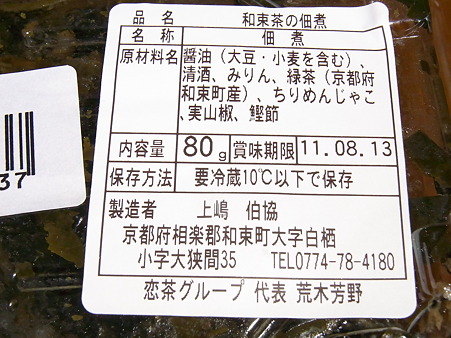 品名 和束茶の佃煮
名称 佃煮
原材料名 醤油（大豆・小麦を含む）、
清酒、みりん、緑茶（京都府
和束町産）、ちりめんじゃこ
、実山椒、鰹節
内容量 80g 賞味期限 11.08.13
保存方法 要冷蔵10℃以下で保存
製造者 上嶋 伯協
京都府相楽郡和束町大字白栖
小字大狭間35 TEL0774-78-4180
恋茶グループ 代表 荒木芳野
37